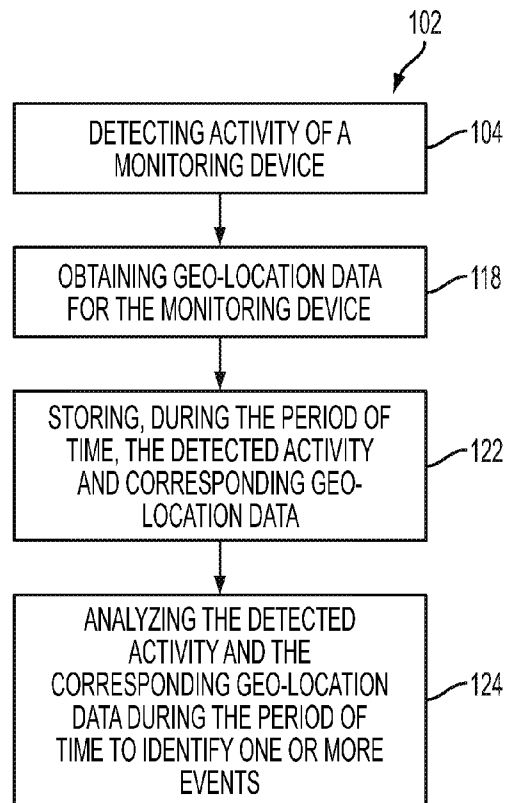 102
DETECTING ACTIVITY OF A
MONITORING DEVICE
104
OBTAINING GEO-LOCATION DATA
FOR THE MONITORING DEVICE
118
STORING, DURING THE PERIOD OF
TIME, THE DETECTED ACTIVITY
AND CORRESPONDING GEO-
LOCATION DATA
122
ANALYZING THE DETECTED
ACTIVITY AND THE
CORRESPONDING GEO-LOCATION
DATA DURING THE PERIOD OF
TIME TO IDENTIFY ONE OR MORE
EVENTS
124